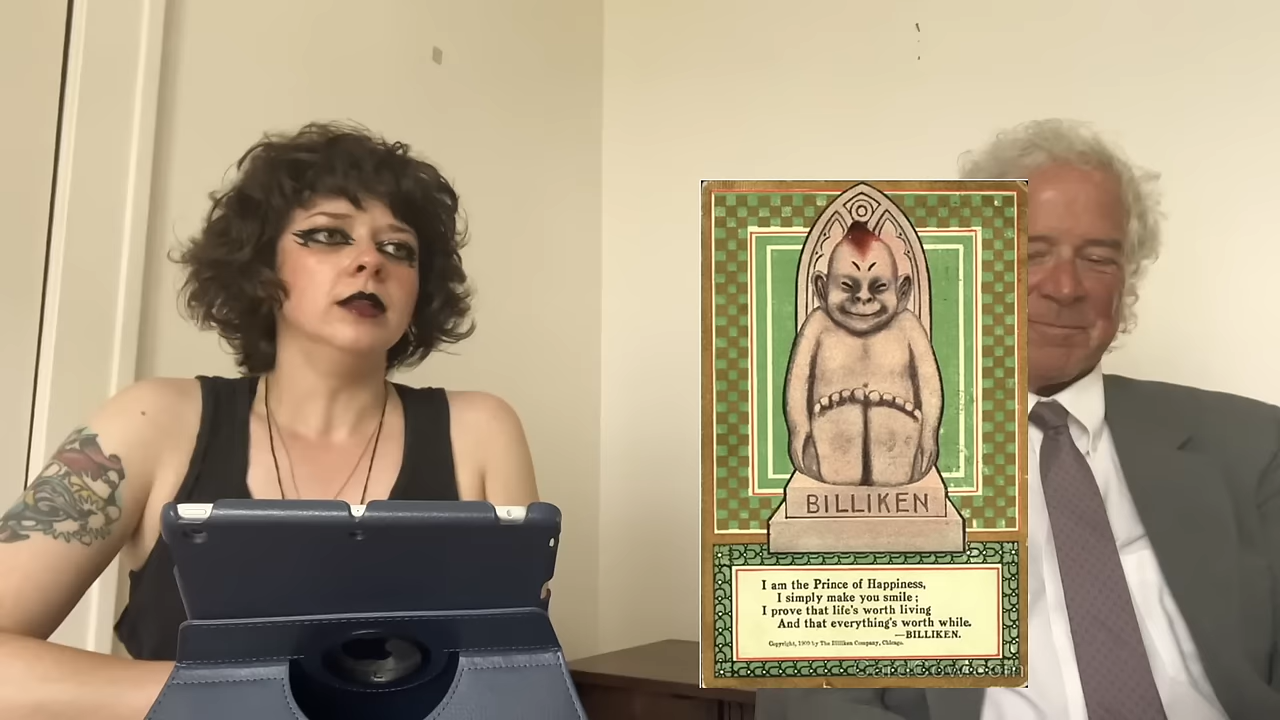 BILLIKEN
I am the Prince of Happiness,
I simply make you smile;
I prove that life's worth living
And that everything's worth while.
—BILLIKEN.
Copyright, 1909 by The Billiken Company, Chicago.